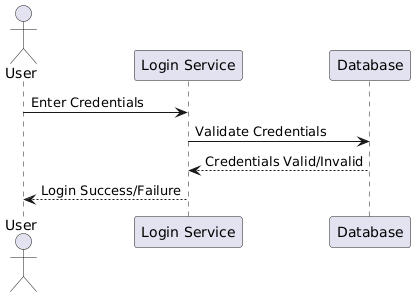 User
Login Service
Database
Enter Credentials
Validate Credentials
Credentials Valid/Invalid
Login Success/Failure
User
Login Service
Database